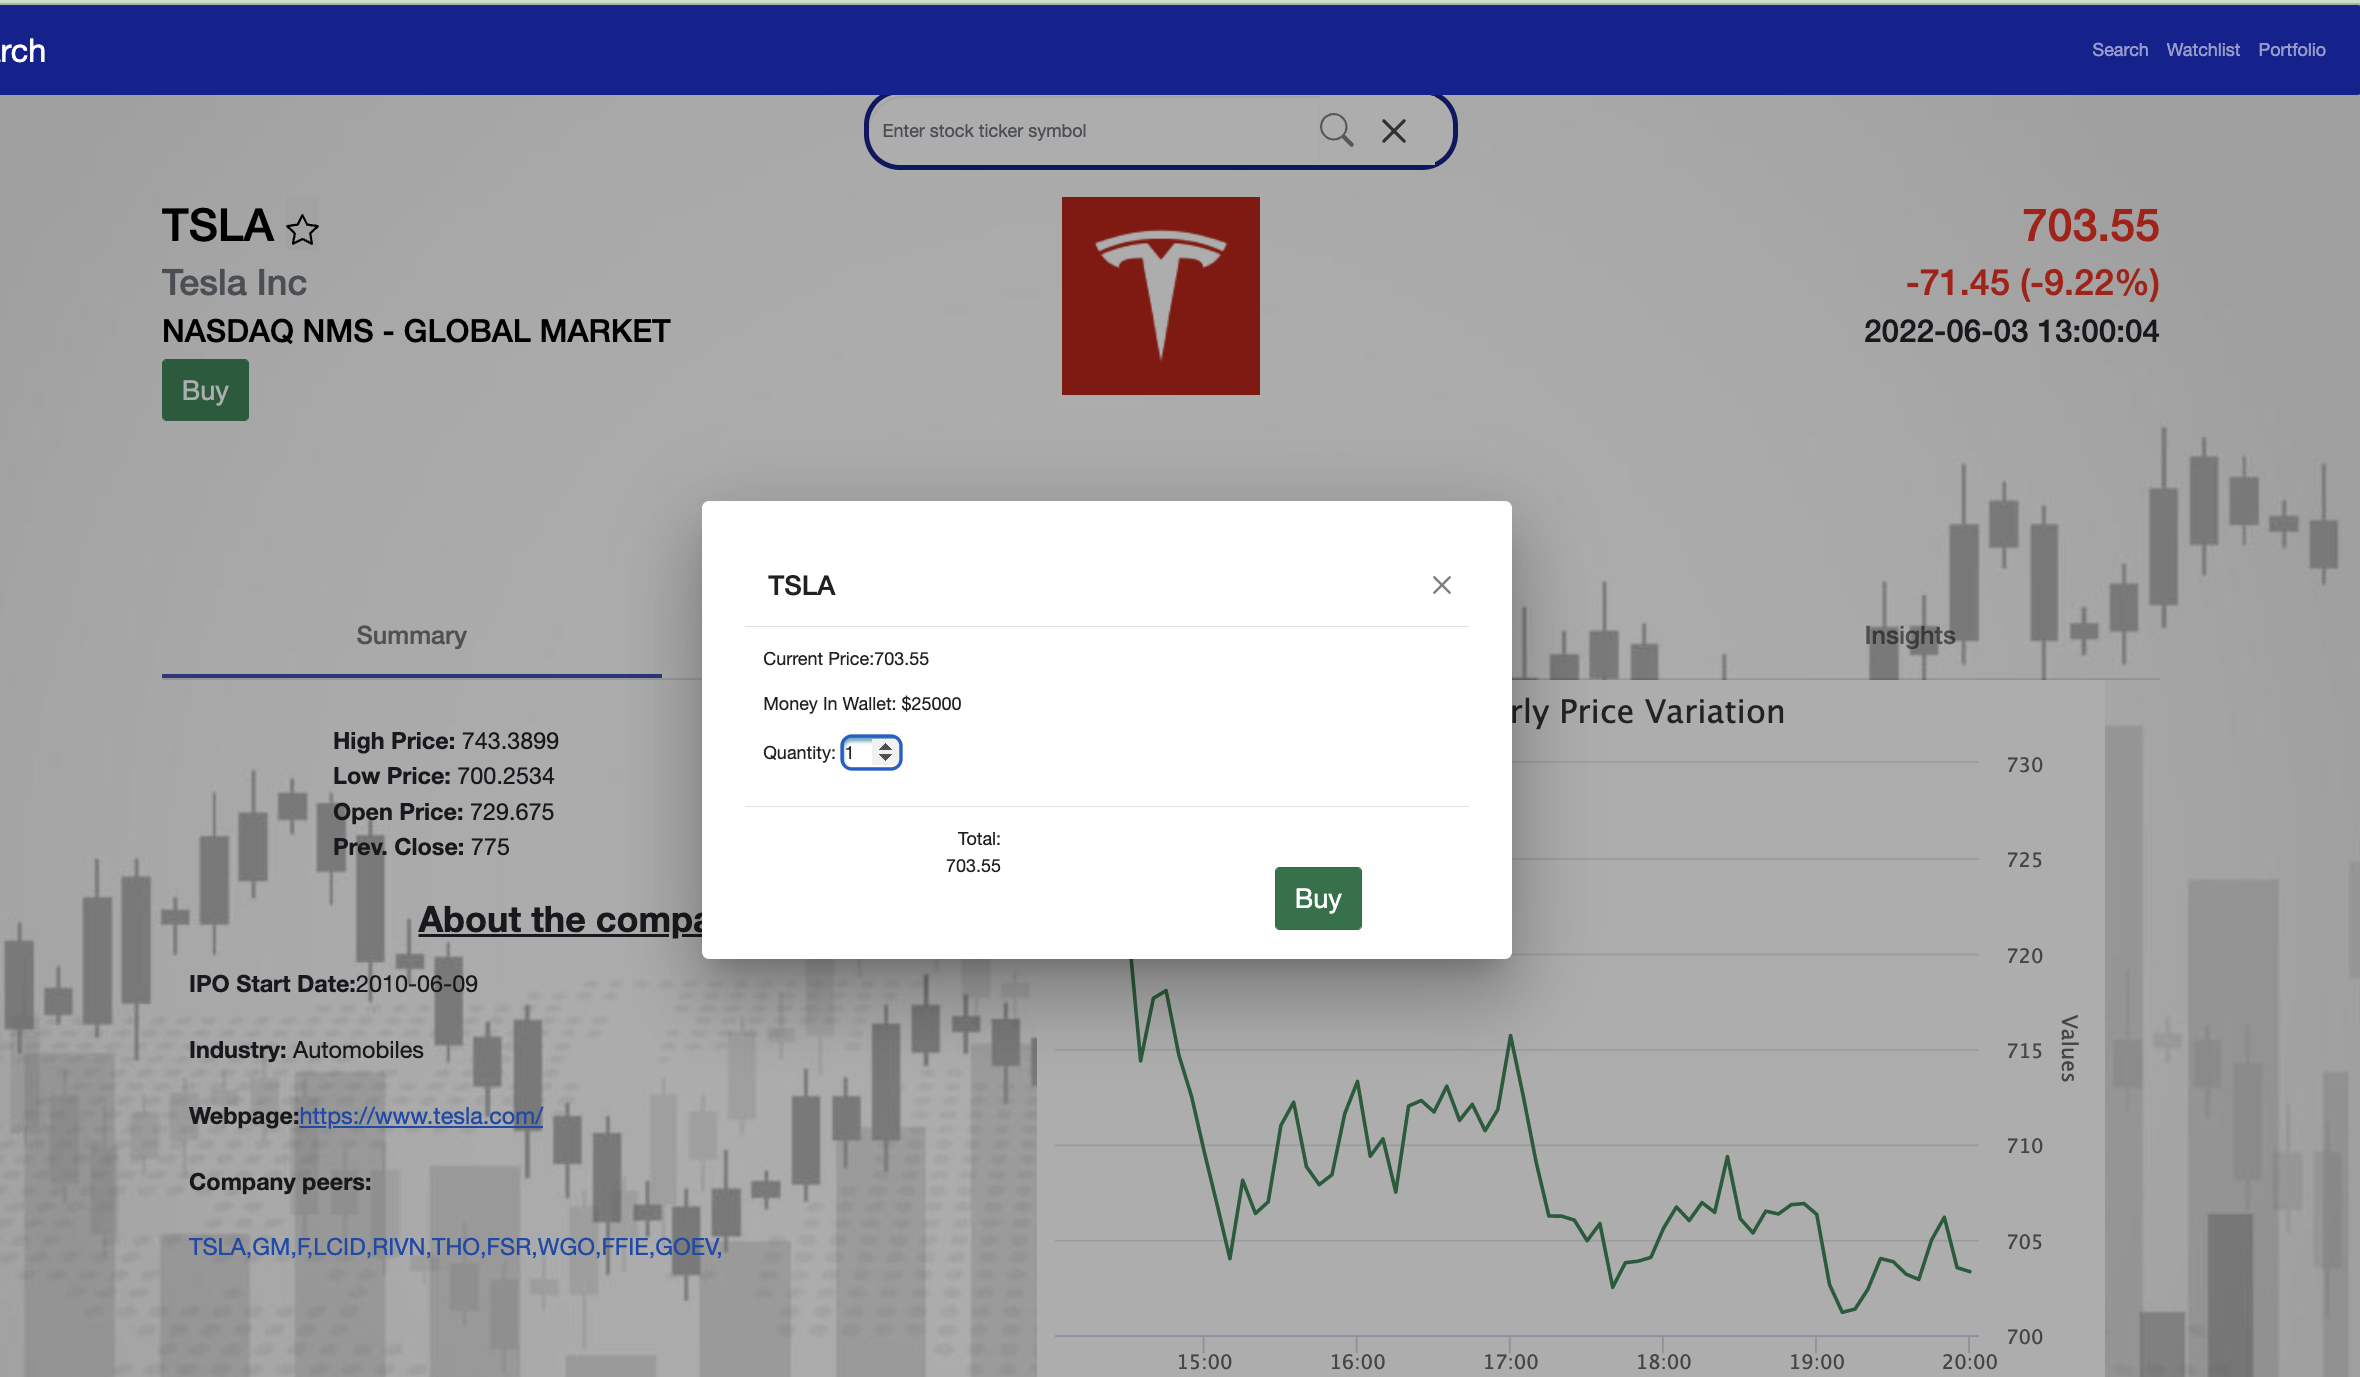 rch
Search Watchlist Portfolio
Enter stock ticker symbol
TSLA
Tesla Inc
NASDAQ NMS - GLOBAL MARKET
Buy
703.55
-71.45 (-9.22%)
2022-06-03 13:00:04
Summary
Insights
High Price: 743.3899
Low Price: 700.2534
Open Price: 729.675
Prev. Close: 775
About the compa
IPO Start Date:2010-06-09
Industry: Automobiles
Webpage:https://www.tesla.com/
Company peers:
TSLA,GM,F,LCID,RIVN,THO,FSR,WGO,FFIE,GOEV,
TSLA
Current Price:703.55
Money In Wallet: $25000
Quantity: 1
Total:
703.55
Buy
rly Price Variation
730
725
720
715
710
705
700
Values
15:00 16:00 17:00 18:00 19:00 20:00